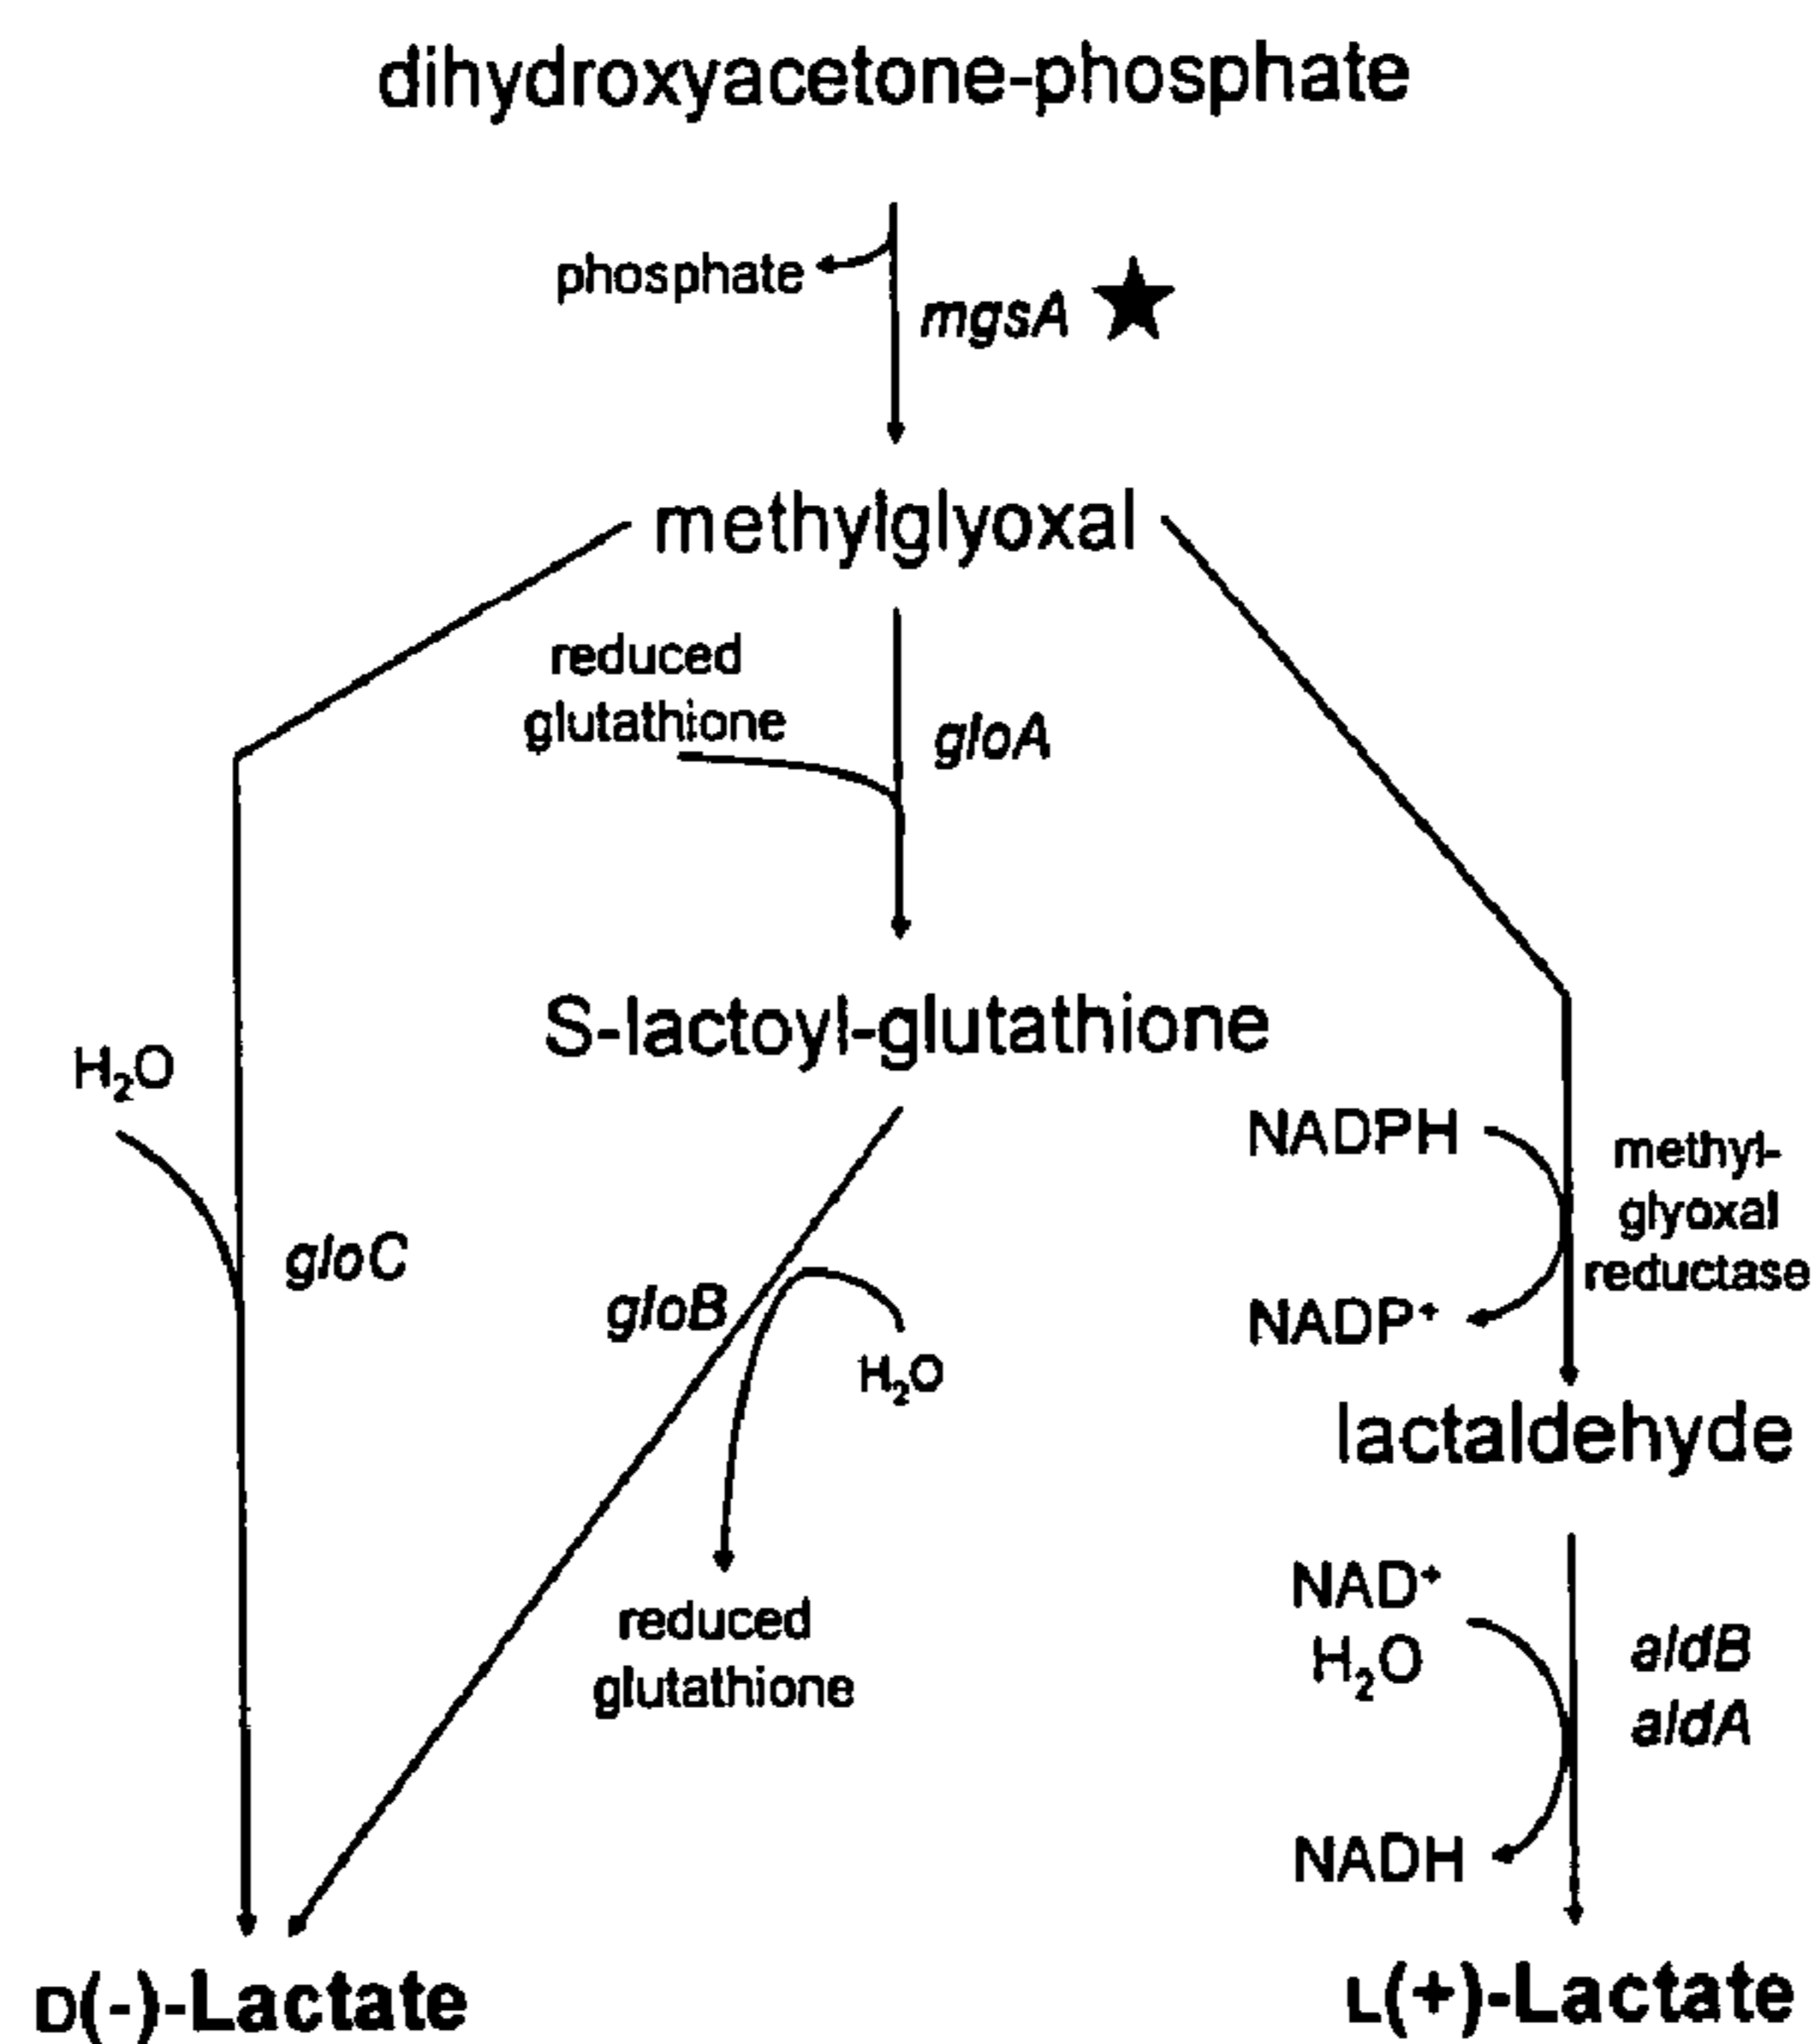 dihydroxyacetone-phosphate
phosphate
mgsA
methylglyoxal
reduced
glutathione
gloA
S-lactoyl-glutathione
H₂O
gloC
gloB
H₂O
reduced
glutathione
NADPH
methyl-
glyoxal
reductase
NADP⁺
lactaldehyde
NAD⁺
H₂O
aldB
aldA
NADH
D(-)-Lactate
L(+)-Lactate